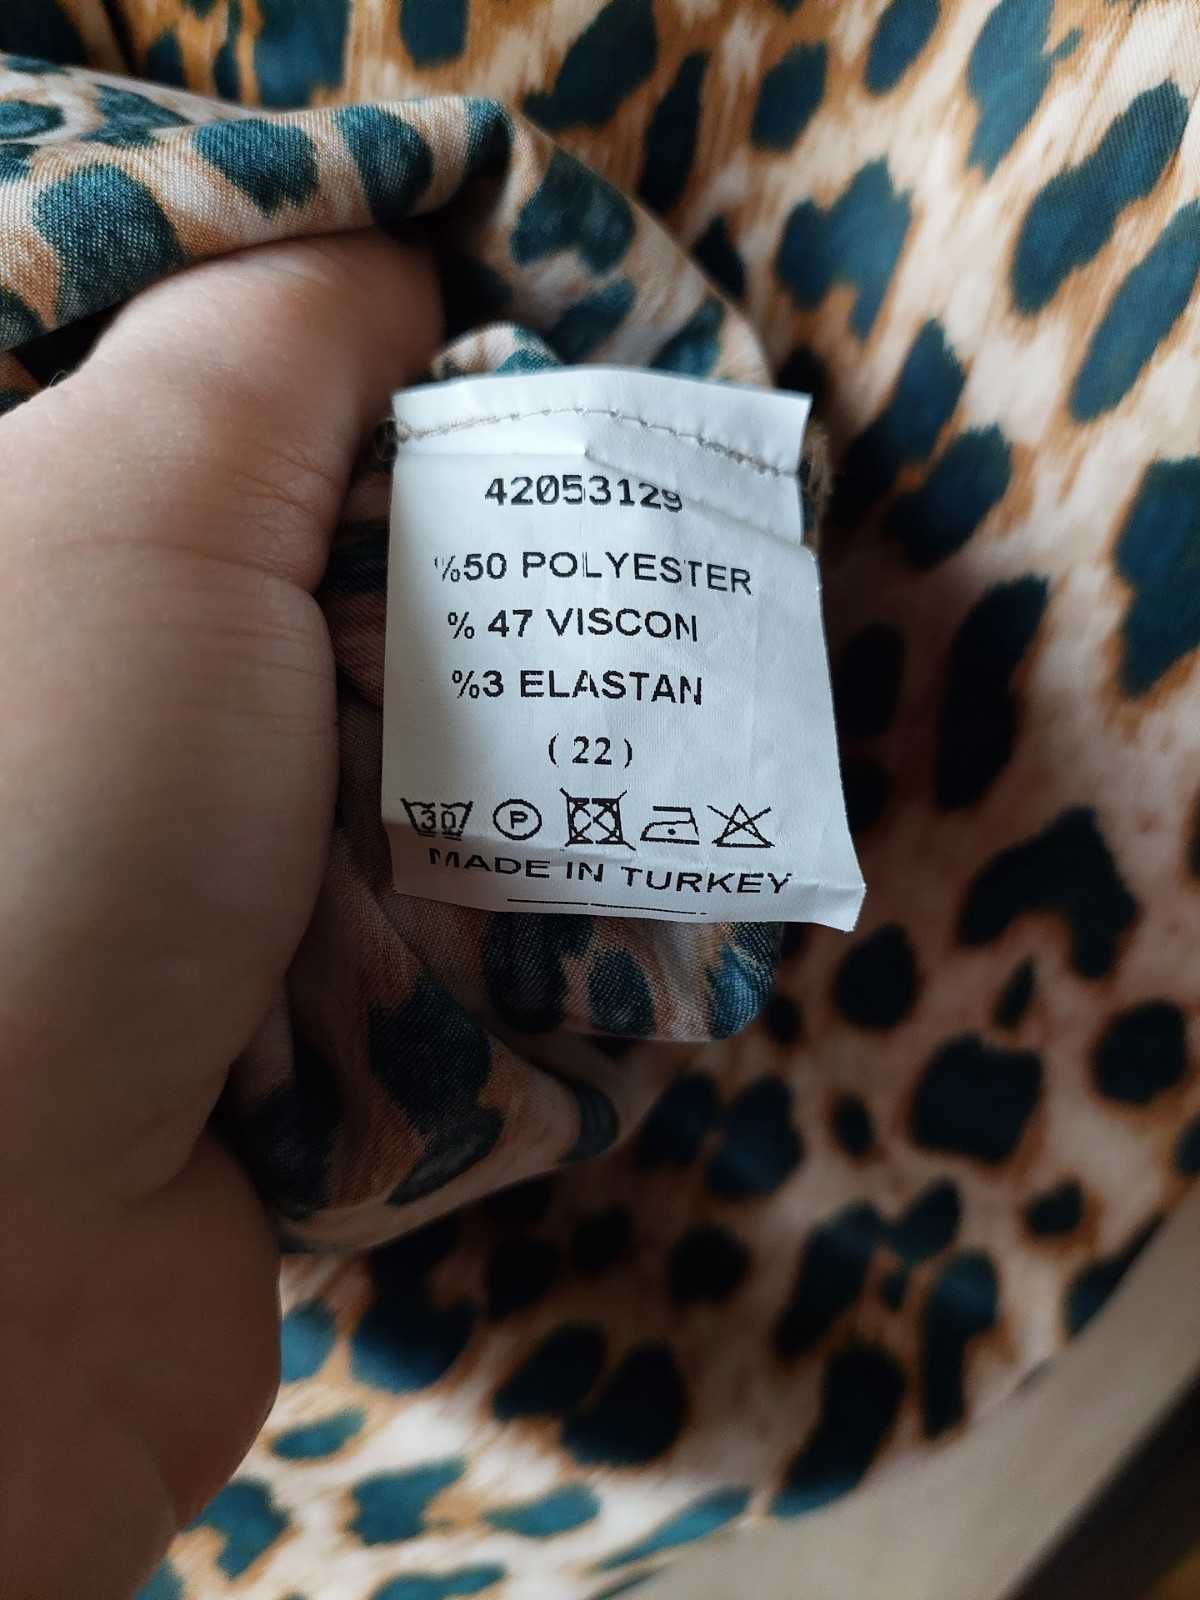 42053129
%50 POLYESTER
% 47 VISCON
%3 ELASTAN
( 22 )
30 P
MADE IN TURKEY